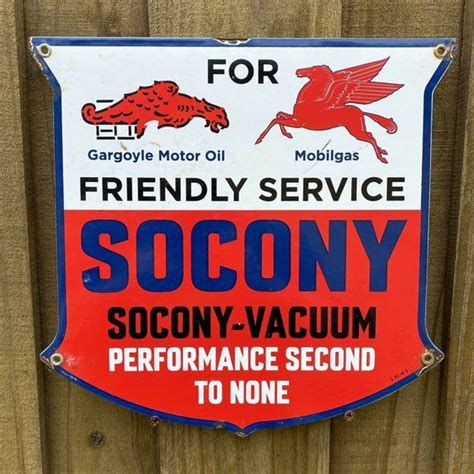 FOR
Gargoyle Motor Oil Mobilgas
FRIENDLY SERVICE
SOCONY
SOCONY-VACUUM
PERFORMANCE SECOND
TO NONE